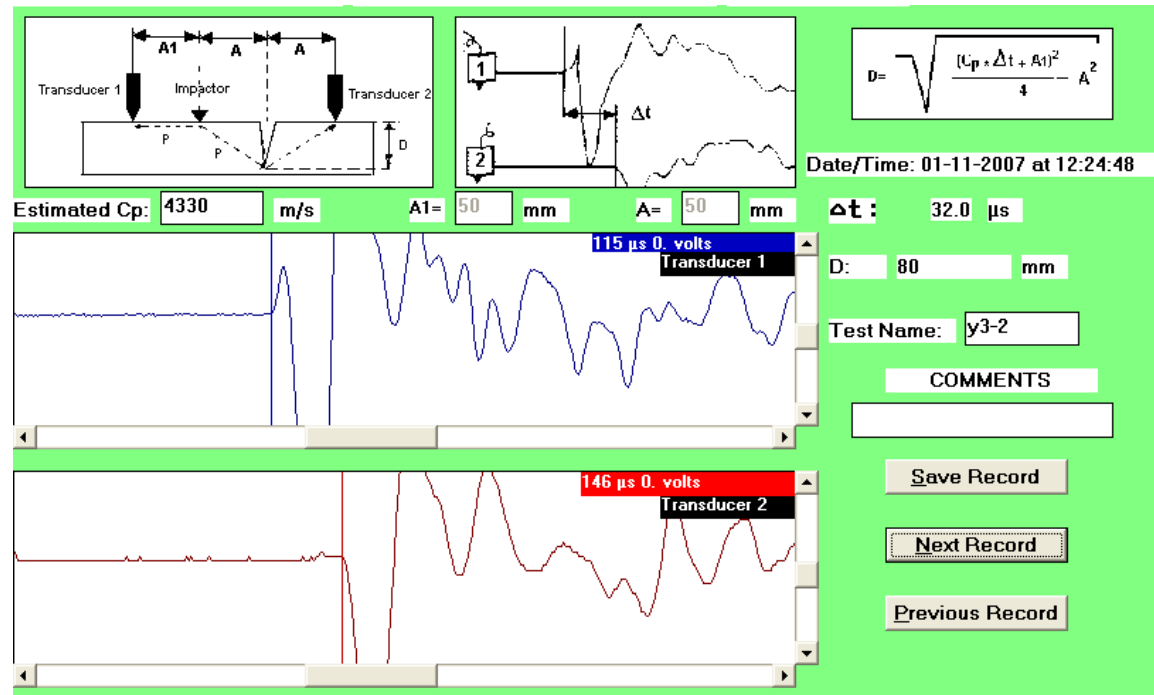 A1 A A
Transducer 1 Impactor Transducer 2
P P D
1
Δt
2
D= √ (Cp * Δt + A1)² / 4 - A²
Date/Time: 01-11-2007 at 12:24:48
Estimated Cp: 4330 m/s A1= 50 mm A= 50 mm
Δt: 32.0 µs
115 µs 0. volts
Transducer 1
D: 80 mm
Test Name: y3-2
COMMENTS
146 µs 0. volts
Transducer 2
Save Record
Next Record
Previous Record